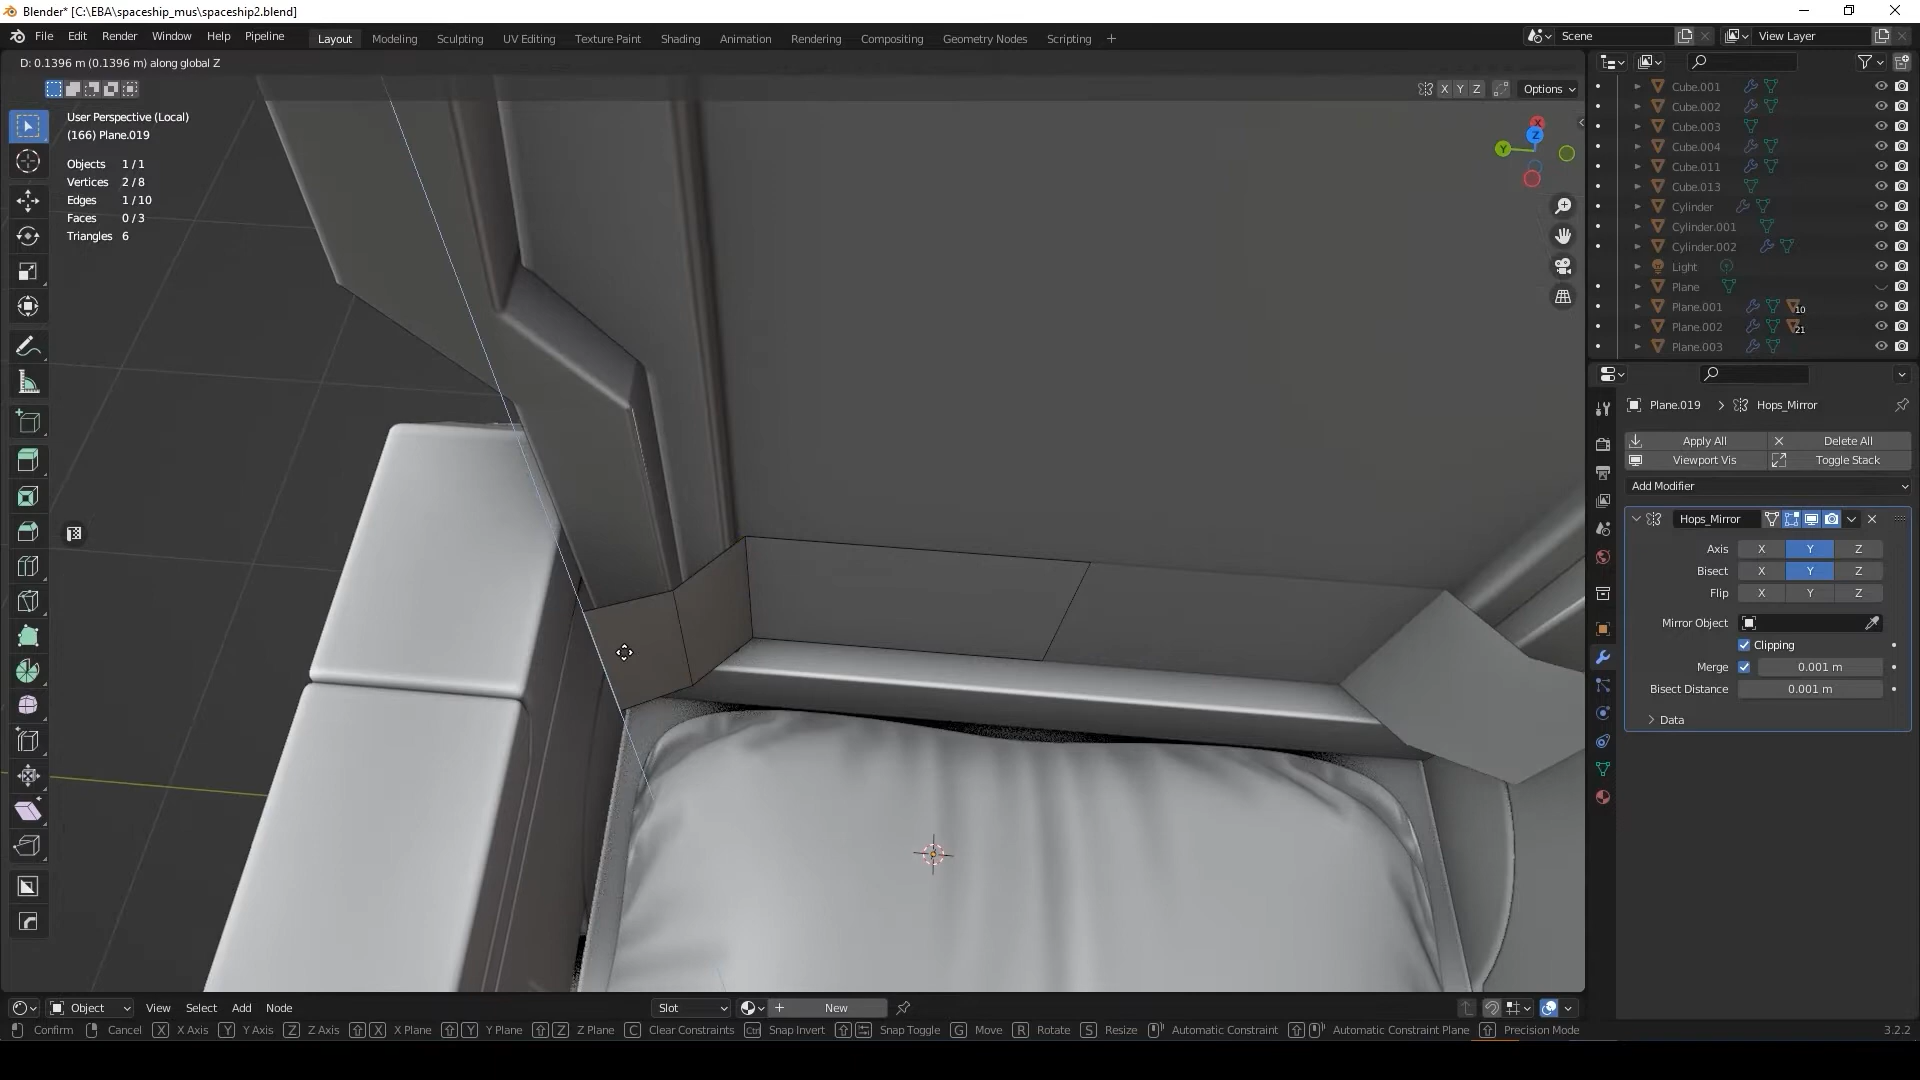 Blender* [C:\EBA\spaceship_mus\spaceship2.blend]
File Edit Render Window Help Pipeline Layout Modeling Sculpting UV Editing Texture Paint Shading Animation Rendering Compositing Geometry Nodes Scripting + Scene View Layer
D: 0.1396 m (0.1396 m) along global Z
X Y Z Options
User Perspective (Local)
(166) Plane.019
Objects 1 / 1
Vertices 2 / 8
Edges 1 / 10
Faces 0 / 3
Triangles 6
X
Z
Y
Cube.001
Cube.002
Cube.003
Cube.004
Cube.011
Cube.013
Cylinder
Cylinder.001
Cylinder.002
Light
Plane
Plane.001 10
Plane.002 21
Plane.003
Plane.019 > Hops_Mirror
Apply All Delete All
Viewport Vis Toggle Stack
Add Modifier
Hops_Mirror
Axis X Y Z
Bisect X Y Z
Flip X Y Z
Mirror Object
Clipping
Merge 0.001 m
Bisect Distance 0.001 m
Data
Object View Select Add Node Slot New
Confirm Cancel X X Axis Y Y Axis Z Z Axis X X Plane Y Y Plane Z Z Plane C Clear Constraints Ctrl Snap Invert Snap Toggle G Move R Rotate S Resize Automatic Constraint Automatic Constraint Plane Precision Mode 3.2.2